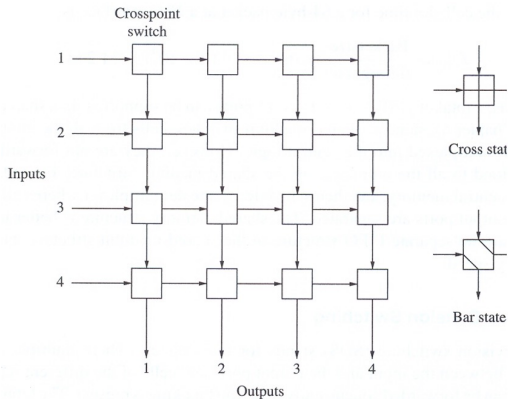 Crosspoint
switch
1
2
Inputs
3
4
1 2 3 4
Outputs
Cross stat
Bar state